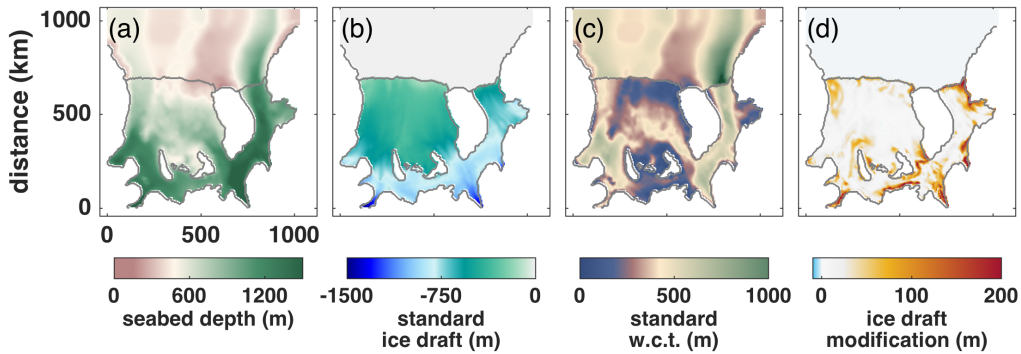 (a) (b) (c) (d)
1000
500
0
distance (km)
0 500 1000
0 600 1200
seabed depth (m)
-1500 -750 0
standard
ice draft (m)
0 500 1000
standard
w.c.t. (m)
0 100 200
ice draft
modification (m)